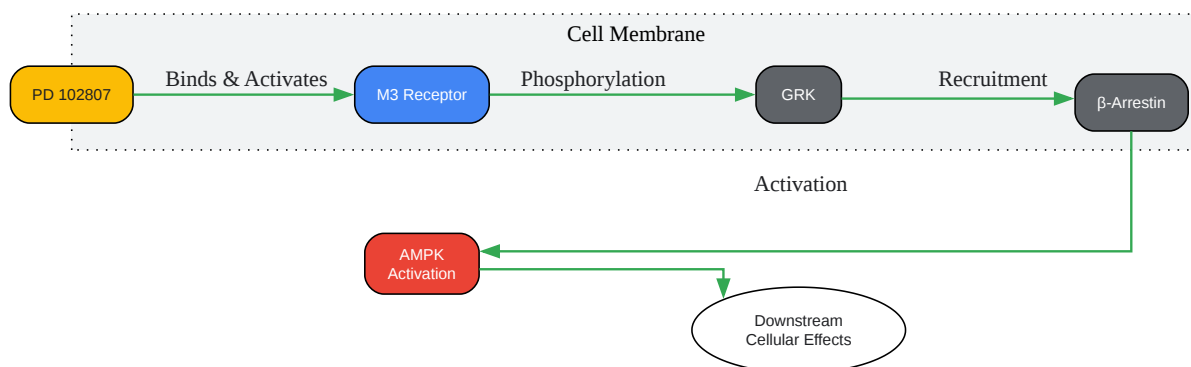 Cell Membrane
PD 102807
Binds & Activates
M3 Receptor
Phosphorylation
GRK
Recruitment
β-Arrestin
Activation
AMPK
Activation
Downstream
Cellular Effects